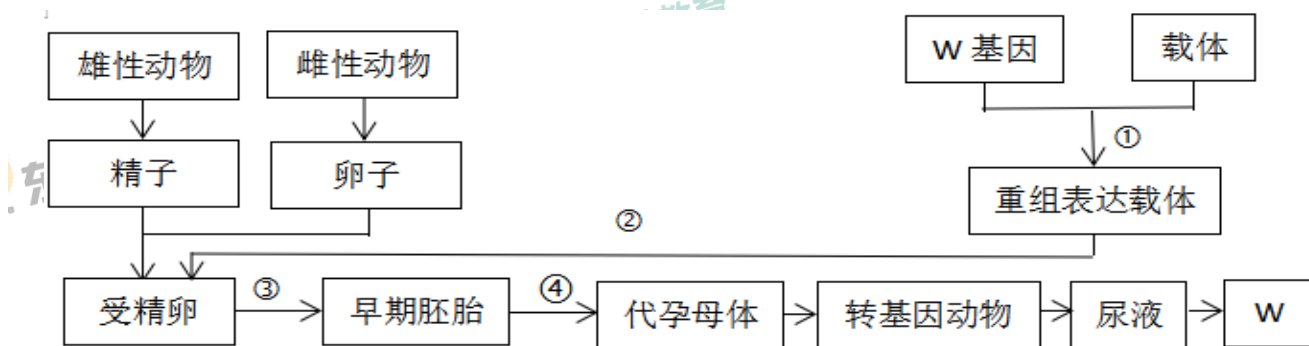 雄性动物
雌性动物
W 基因
载体
①
精子
卵子
重组表达载体
②
受精卵
③
早期胚胎
④
代孕母体
转基因动物
尿液
W